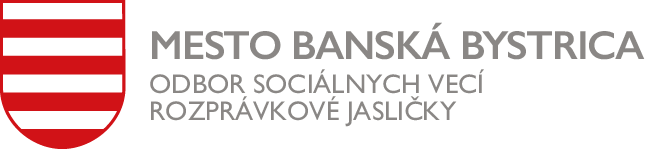 MESTO BANSKÁ BYSTRICA
ODBOR SOCIÁLNYCH VECÍ
ROZPRÁVKOVÉ JASLIČKY